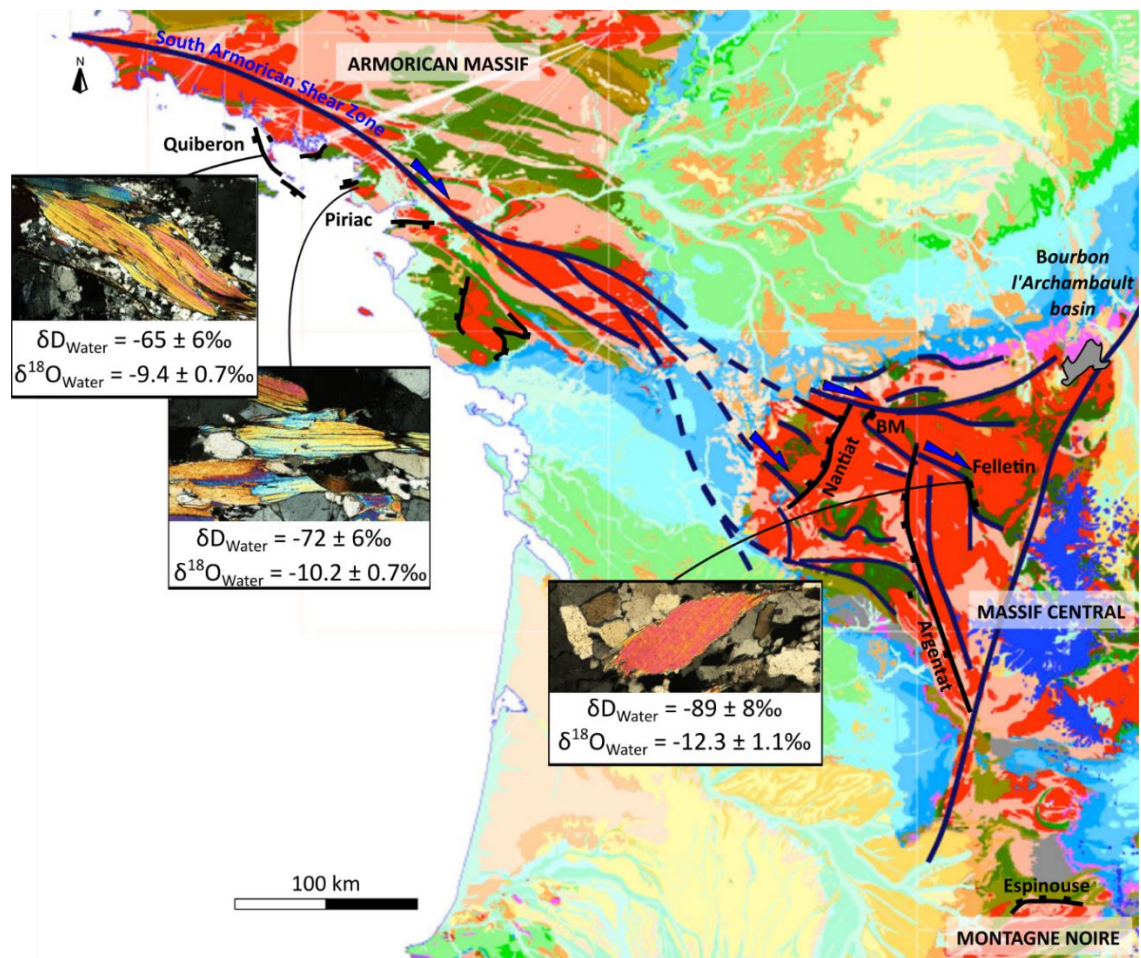 South Armorican Shear Zone
ARMORICAN MASSIF
N
Quiberon
Piriac
δD_Water = -65 ± 6‰
δ¹⁸O_Water = -9.4 ± 0.7‰
Bourbon
l'Archambault
basin
BM
Nantiat
Felletin
δD_Water = -72 ± 6‰
δ¹⁸O_Water = -10.2 ± 0.7‰
MASSIF CENTRAL
Argentat
δD_Water = -89 ± 8‰
δ¹⁸O_Water = -12.3 ± 1.1‰
100 km
Espinouse
MONTAGNE NOIRE